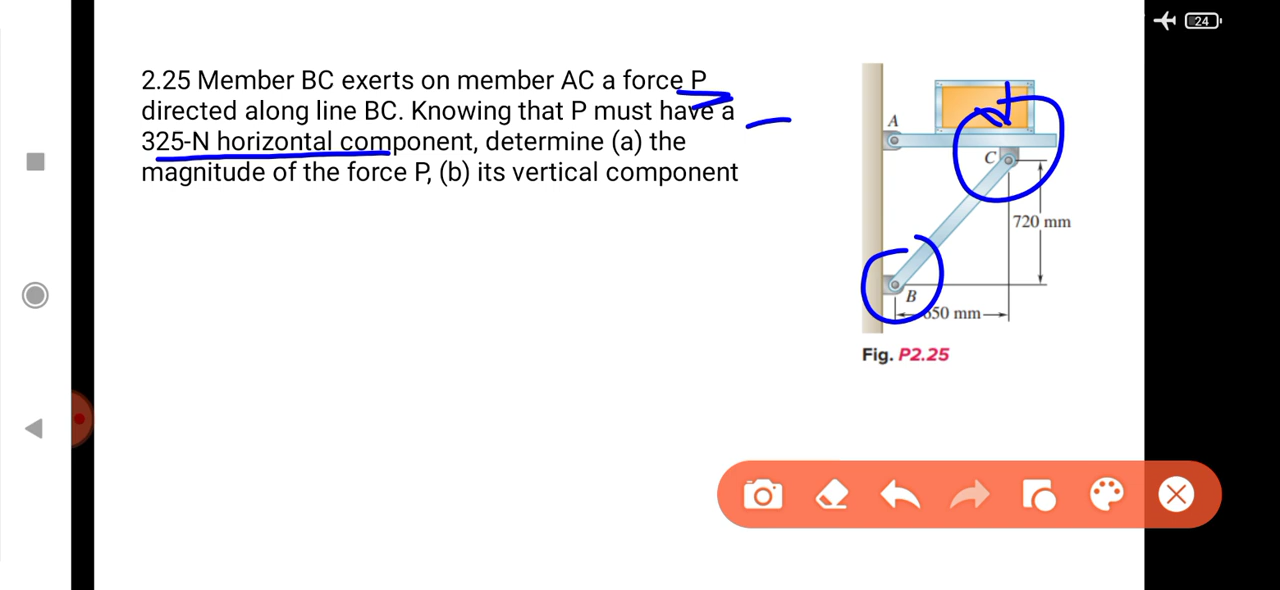 24
2.25 Member BC exerts on member AC a force P
directed along line BC. Knowing that P must have a
325-N horizontal component, determine (a) the
magnitude of the force P, (b) its vertical component
A
C
720 mm
B
650 mm
Fig. P2.25